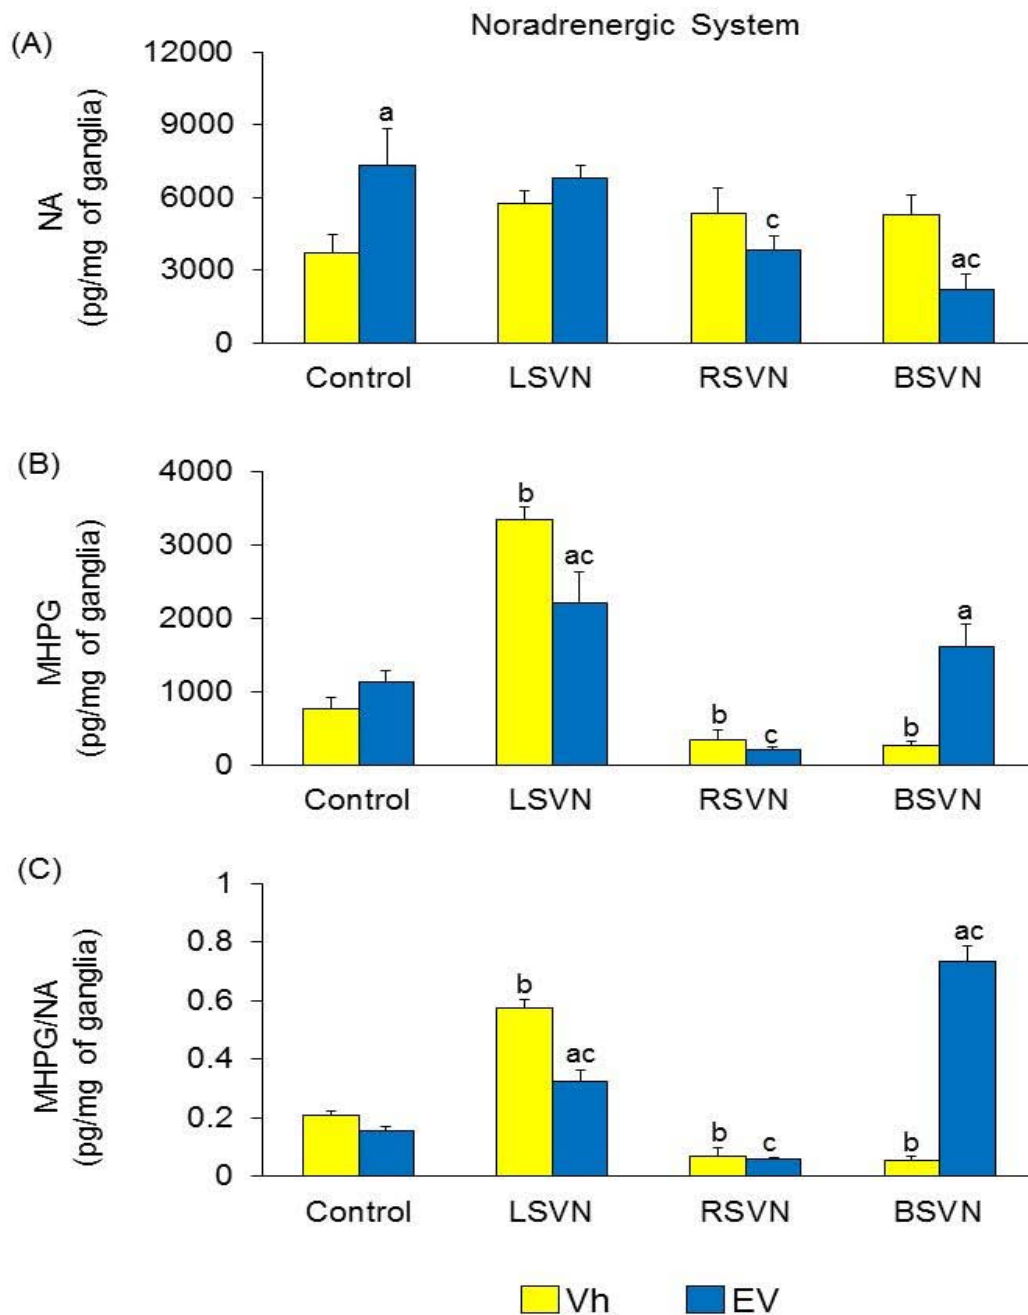 Noradrenergic System
(A)
NA
(pg/mg of ganglia)
12000
9000
6000
3000
0
a
c
ac
Control LSVN RSVN BSVN
(B)
MHPG
(pg/mg of ganglia)
4000
3000
2000
1000
0
b
ac
b
c
b
a
Control LSVN RSVN BSVN
(C)
MHPG/NA
(pg/mg of ganglia)
1
0.8
0.6
0.4
0.2
0
b
ac
b
c
b
ac
Control LSVN RSVN BSVN
Vh EV